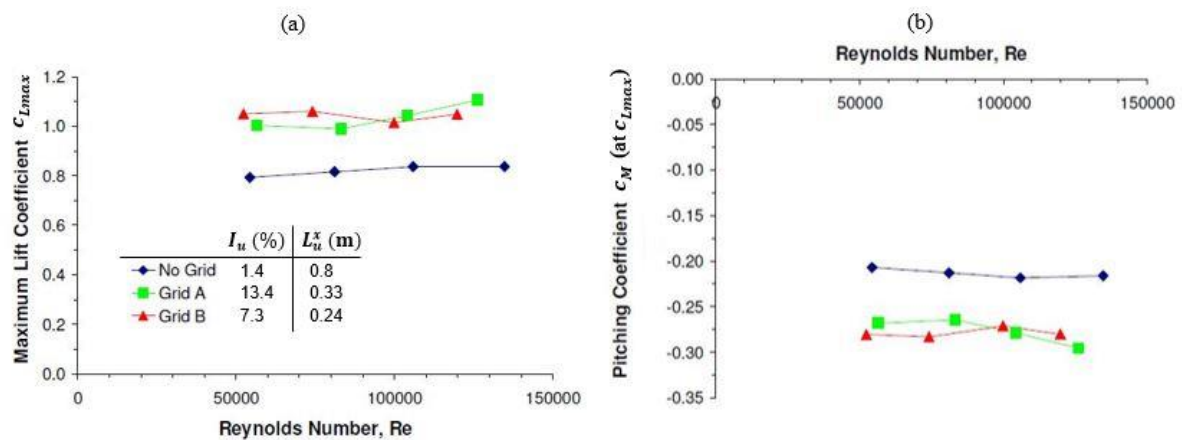 (a)
Maximum Lift Coefficient c_Lmax
1.2
1.0
0.8
0.6
0.4
0.2
0.0
I_u (%) L_u^x (m)
No Grid 1.4 0.8
Grid A 13.4 0.33
Grid B 7.3 0.24
0 50000 100000 150000
Reynolds Number, Re
(b)
Reynolds Number, Re
0 50000 100000 150000
Pitching Coefficient c_M (at c_Lmax)
0.00
-0.05
-0.10
-0.15
-0.20
-0.25
-0.30
-0.35